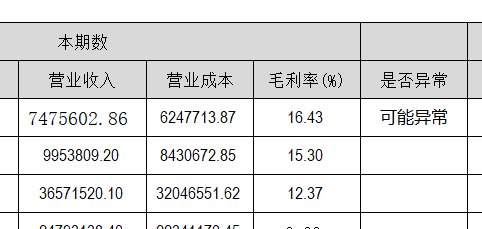 本期数
营业收入 营业成本 毛利率(%) 是否异常
7475602.86 6247713.87 16.43 可能异常
9953809.20 8430672.85 15.30
36571520.10 32046551.62 12.37